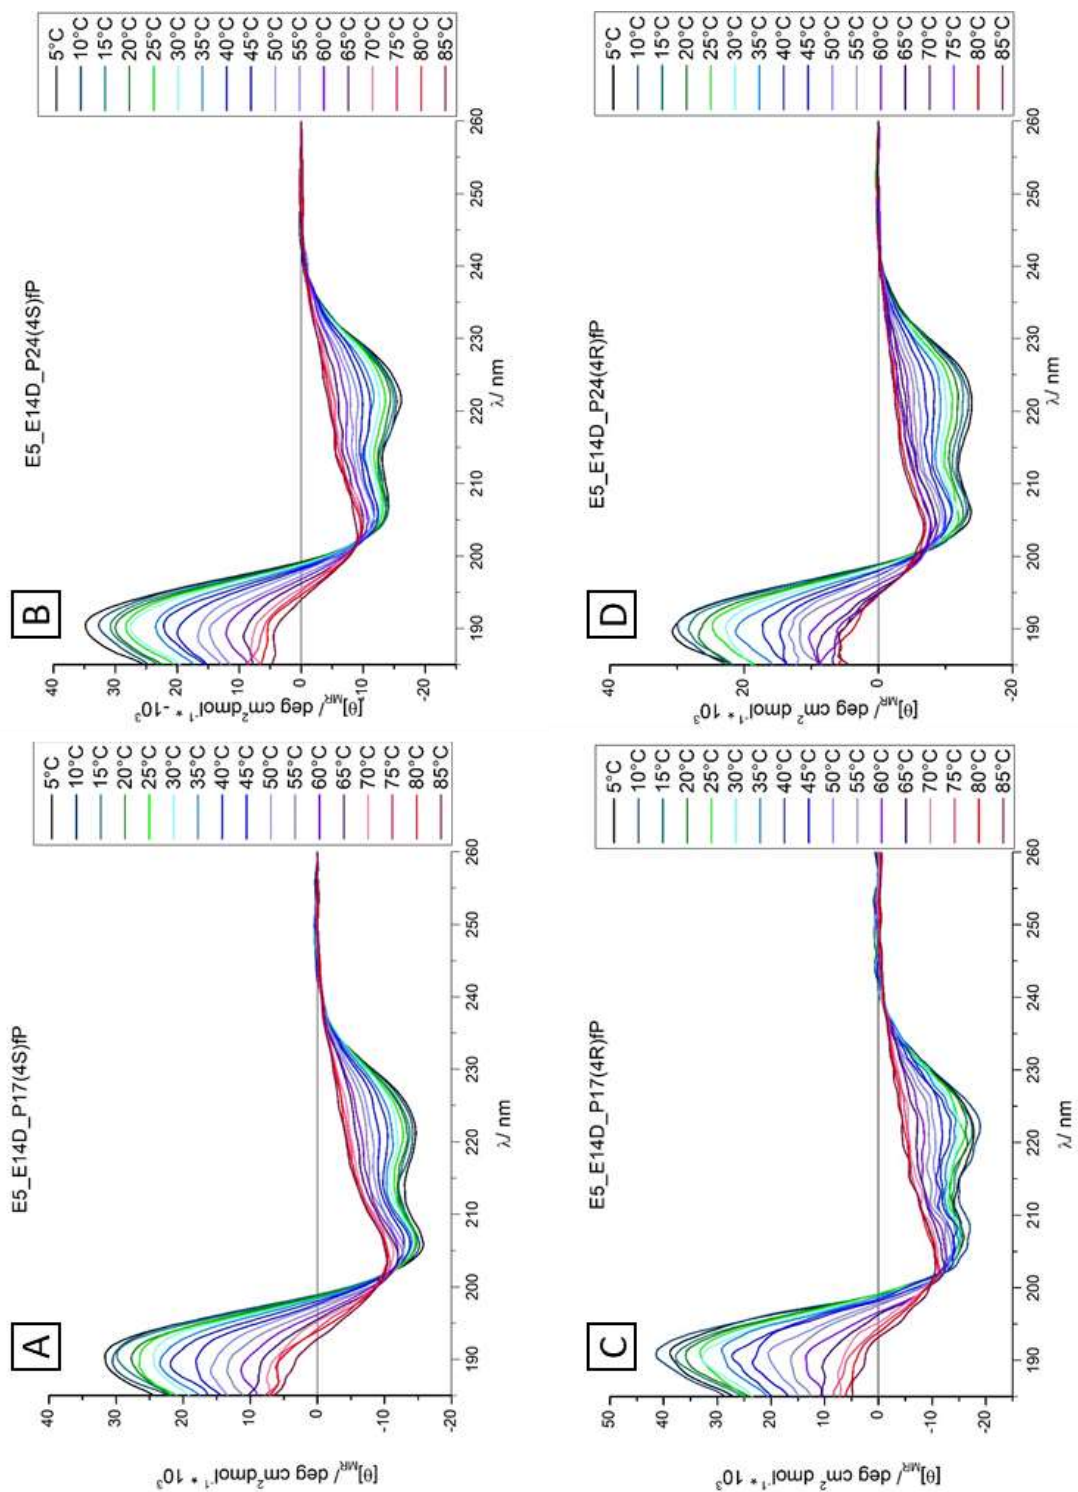 A
E5_E14D_P17(4S)fP
[θ]MR/ deg cm²dmol⁻¹ * 10³
40
30
20
10
0
-10
-20
190
200
210
220
230
240
250
260
λ/ nm
5°C
10°C
15°C
20°C
25°C
30°C
35°C
40°C
45°C
50°C
55°C
60°C
65°C
70°C
75°C
80°C
85°C
B
E5_E14D_P24(4S)fP
[θ]MR/ deg cm²dmol⁻¹ * -10³
40
30
20
10
0
-10
-20
190
200
210
220
230
240
250
260
λ/ nm
5°C
10°C
15°C
20°C
25°C
30°C
35°C
40°C
45°C
50°C
55°C
60°C
65°C
70°C
75°C
80°C
85°C
C
E5_E14D_P17(4R)fP
[θ]MR/ deg cm² dmol⁻¹ * 10³
50
40
30
20
10
0
-10
-20
190
200
210
220
230
240
250
260
λ/ nm
5°C
10°C
15°C
20°C
25°C
30°C
35°C
40°C
45°C
50°C
55°C
60°C
65°C
70°C
75°C
80°C
85°C
D
E5_E14D_P24(4R)fP
[θ]MR/ deg cm² dmol⁻¹ * 10³
40
30
20
10
0
-10
-20
190
200
210
220
230
240
250
260
λ/ nm
5°C
10°C
15°C
20°C
25°C
30°C
35°C
40°C
45°C
50°C
55°C
60°C
65°C
70°C
75°C
80°C
85°C